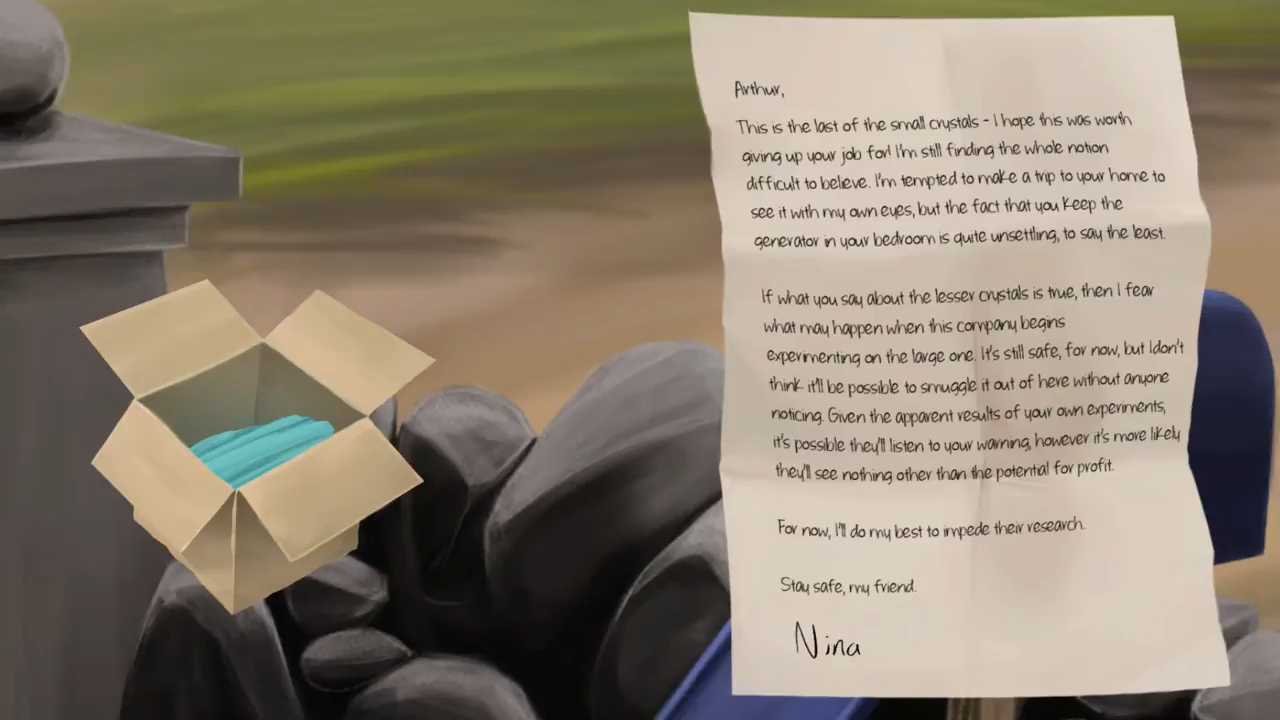 Arthur,
This is the last of the small crystals - I hope this was worth
giving up your job for! I'm still finding the whole notion
difficult to believe. I'm tempted to make a trip to your home to
see it with my own eyes, but the fact that you keep the
generator in your bedroom is quite unsettling, to say the least.
If what you say about the lesser crystals is true, then I fear
what may happen when this company begins
experimenting on the large one. It's still safe, for now, but I don't
think it'll be possible to smuggle it out of here without anyone
noticing. Given the apparent results of your own experiments,
it's possible they'll listen to your warning, however it's more likely
they'll see nothing other than the potential for profit.
For now, I'll do my best to impede their research.
Stay safe, my friend.
Nina